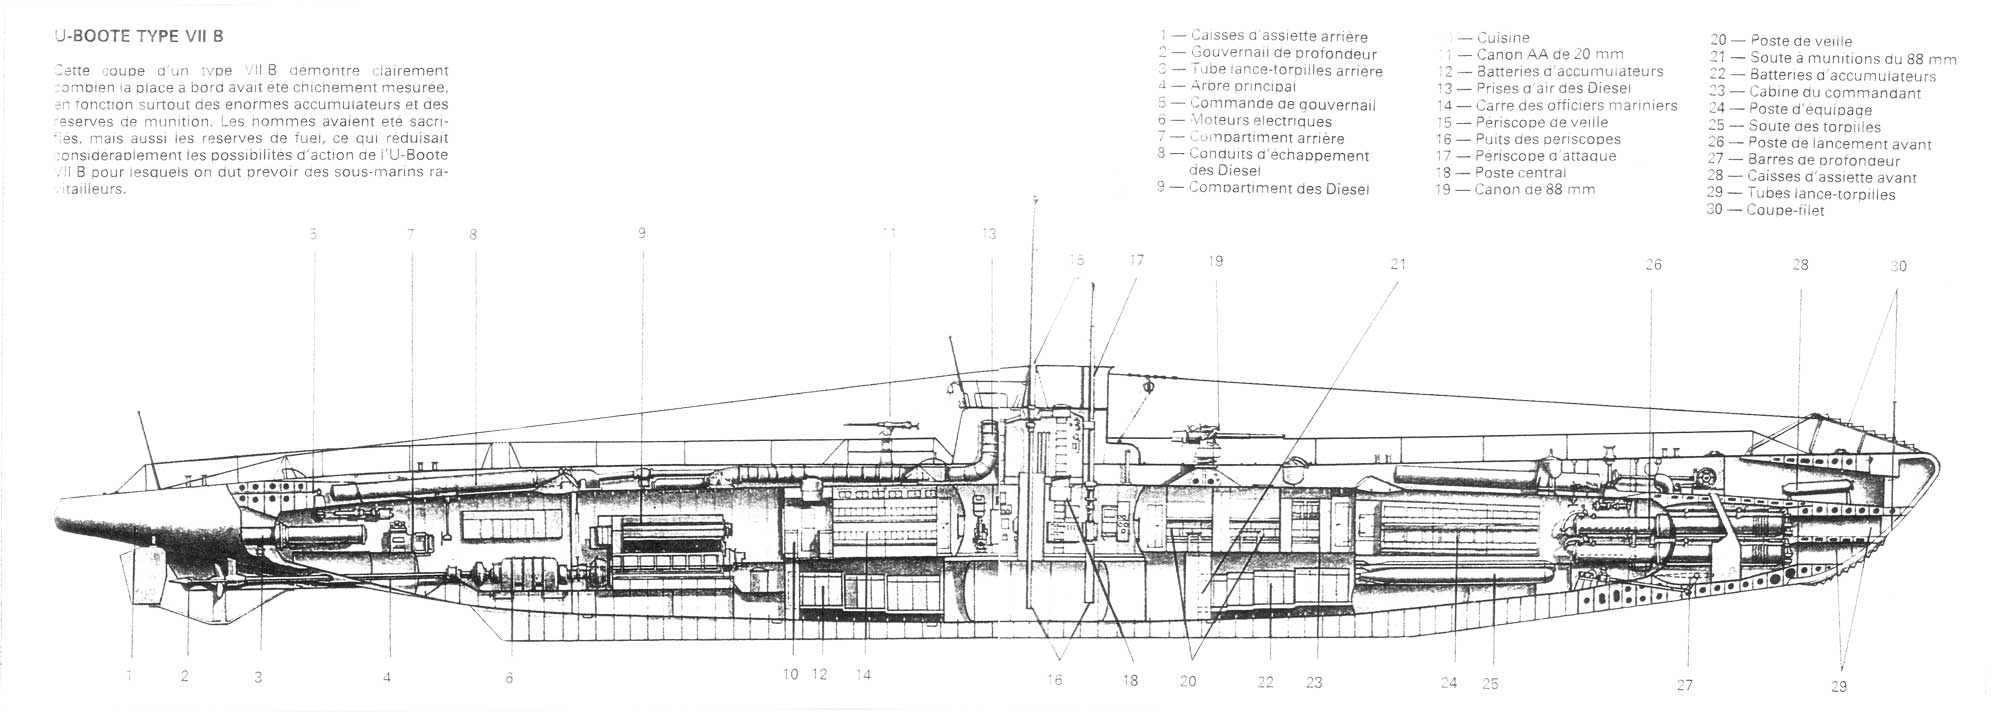 U-BOOTE TYPE VII B
Cette coupe d'un type VII B démontre clairement
combien la place à bord avait été chichement mesurée,
en fonction surtout des énormes accumulateurs et des
réserves de munition. Les hommes avaient été sacri-
fiés, mais aussi les réserves de fuel, ce qui réduisait
considérablement les possibilités d'action de l'U-Boote
VII B pour lesquels on dut prévoir des sous-marins ra-
vitailleurs.
1 — Caisses d'assiette arrière
2 — Gouvernail de profondeur
3 — Tube lance-torpilles arrière
4 — Arbre principal
5 — Commande de gouvernail
6 — Moteurs électriques
7 — Compartiment arrière
8 — Conduits d'échappement
des Diesel
9 — Compartiment des Diesel
— Cuisine
11 — Canon AA de 20 mm
12 — Batteries d'accumulateurs
13 — Prises d'air des Diesel
14 — Carré des officiers mariniers
15 — Périscope de veille
16 — Puits des périscopes
17 — Périscope d'attaque
18 — Poste central
19 — Canon de 88 mm
20 — Poste de veille
21 — Soute à munitions du 88 mm
22 — Batteries d'accumulateurs
23 — Cabine du commandant
24 — Poste d'équipage
25 — Soute des torpilles
26 — Poste de lancement avant
27 — Barres de profondeur
28 — Caisses d'assiette avant
29 — Tubes lance-torpilles
30 — Coupe-filet
5 7 8 9 11 13 15 17 19 21 26 28 30
1 2 3 4 6 10 12 14 16 18 20 22 23 24 25 27 29